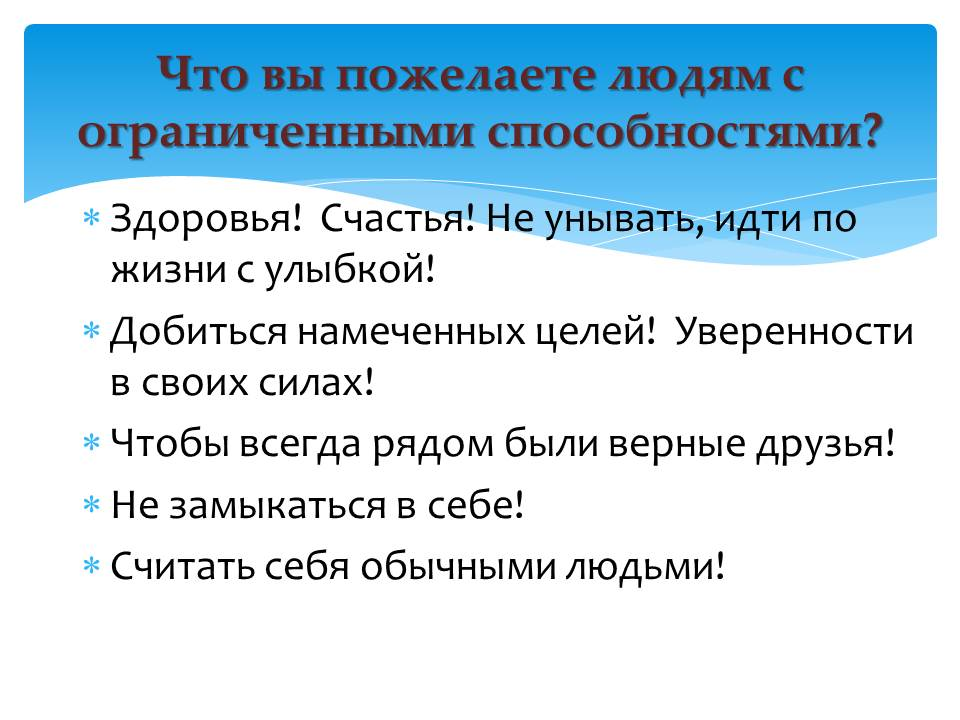 Что вы пожелаете людям с
ограниченными способностями?
* Здоровья!  Счастья! Не унывать, идти по
жизни с улыбкой!
* Добиться намеченных целей!  Уверенности
в своих силах!
* Чтобы всегда рядом были верные друзья!
* Не замыкаться в себе!
* Считать себя обычными людьми!